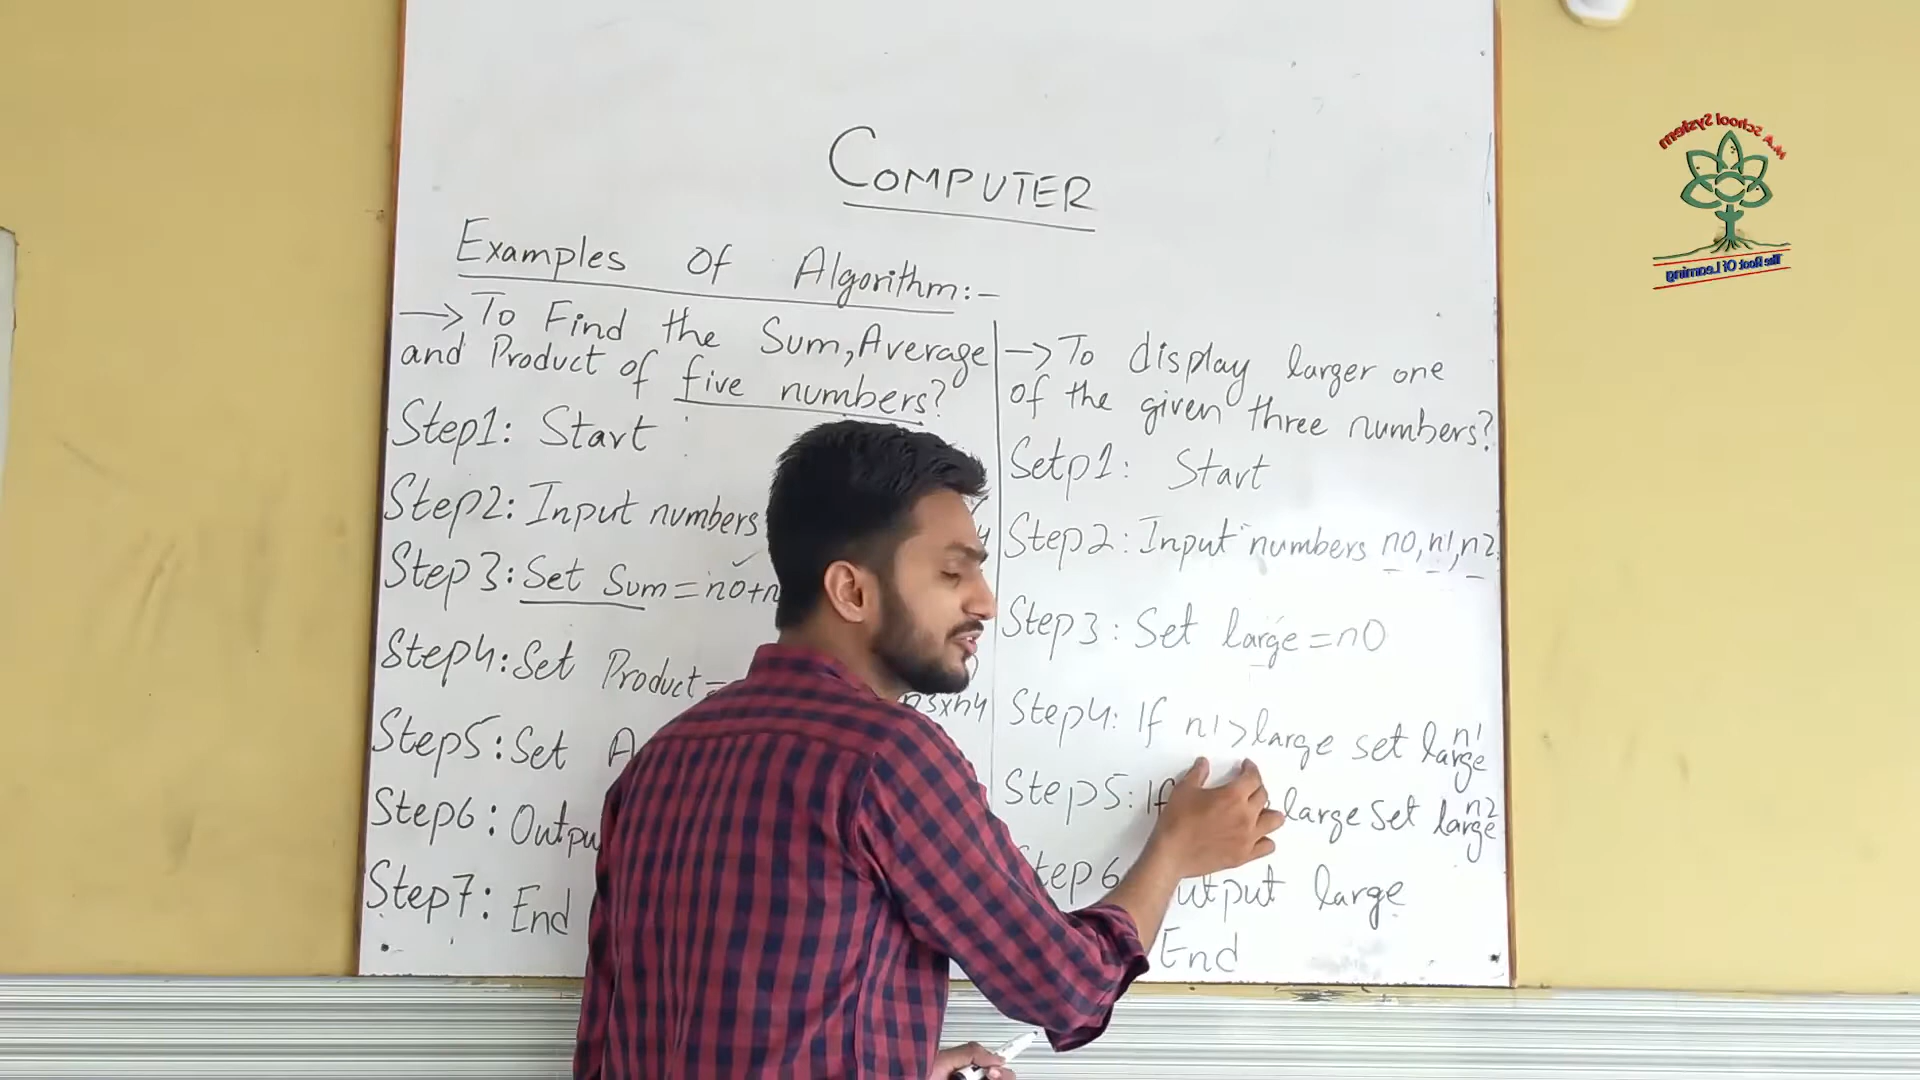 COMPUTER
Examples of Algorithm:-
→ To Find the Sum, Average
and Product of five numbers?
Step1: Start
Step2: Input numbers
Step3: Set Sum = n0+n
Step4: Set Product=
n3xn4
Step5: Set A
Step6: Outpu
Step7: End
→ To display larger one
of the given three numbers?
Setp1: Start
Step2: Input numbers n0, n1, n2
Step3: Set large = n0
Step4: If n1>large set large n1
Step5: If large Set large n2
tep6 utput large
End
M.A School System
The Root Of Learning